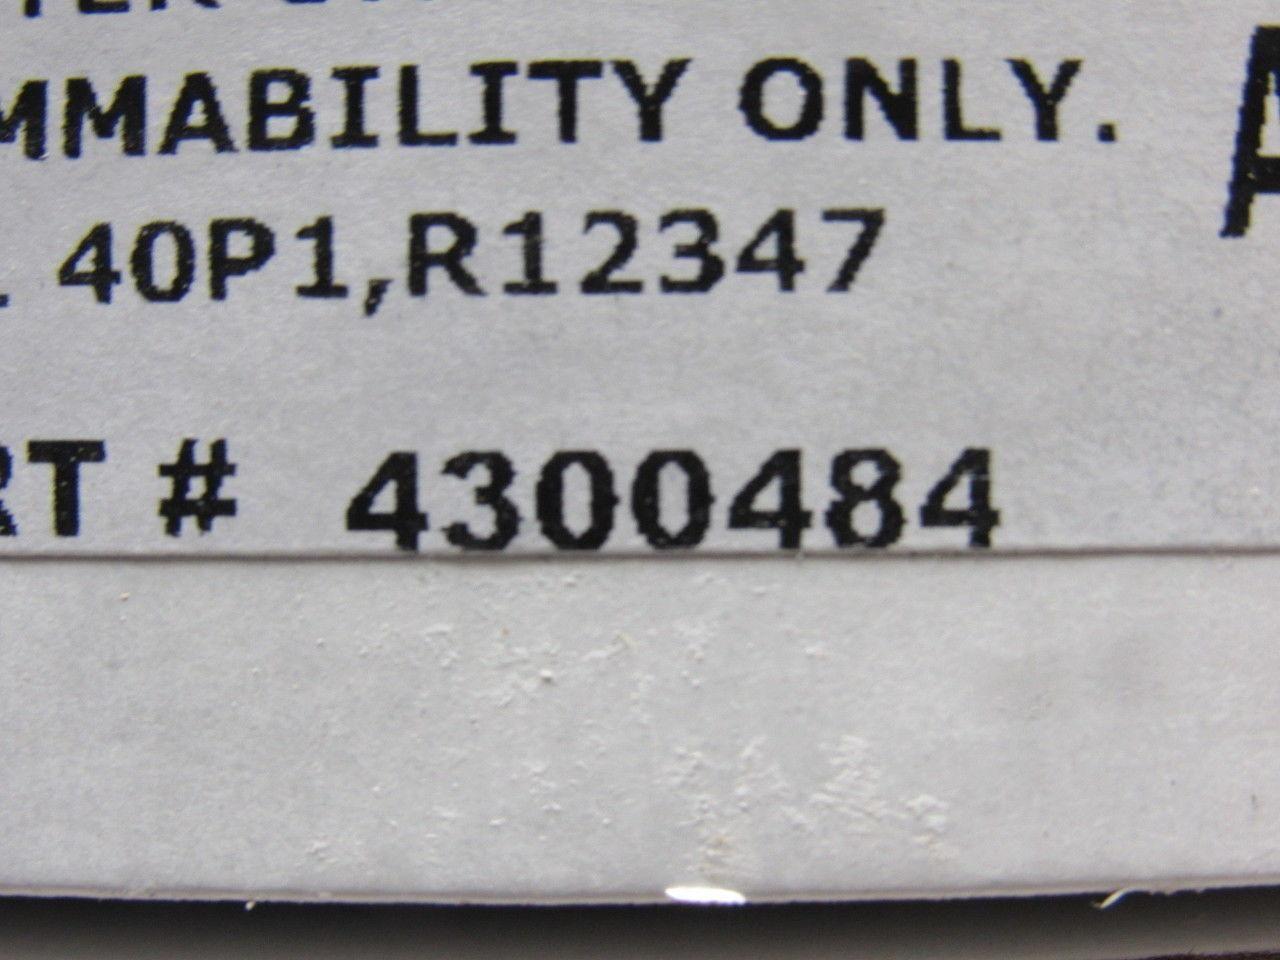 MMABILITY ONLY.
40P1,R12347
RT # 4300484